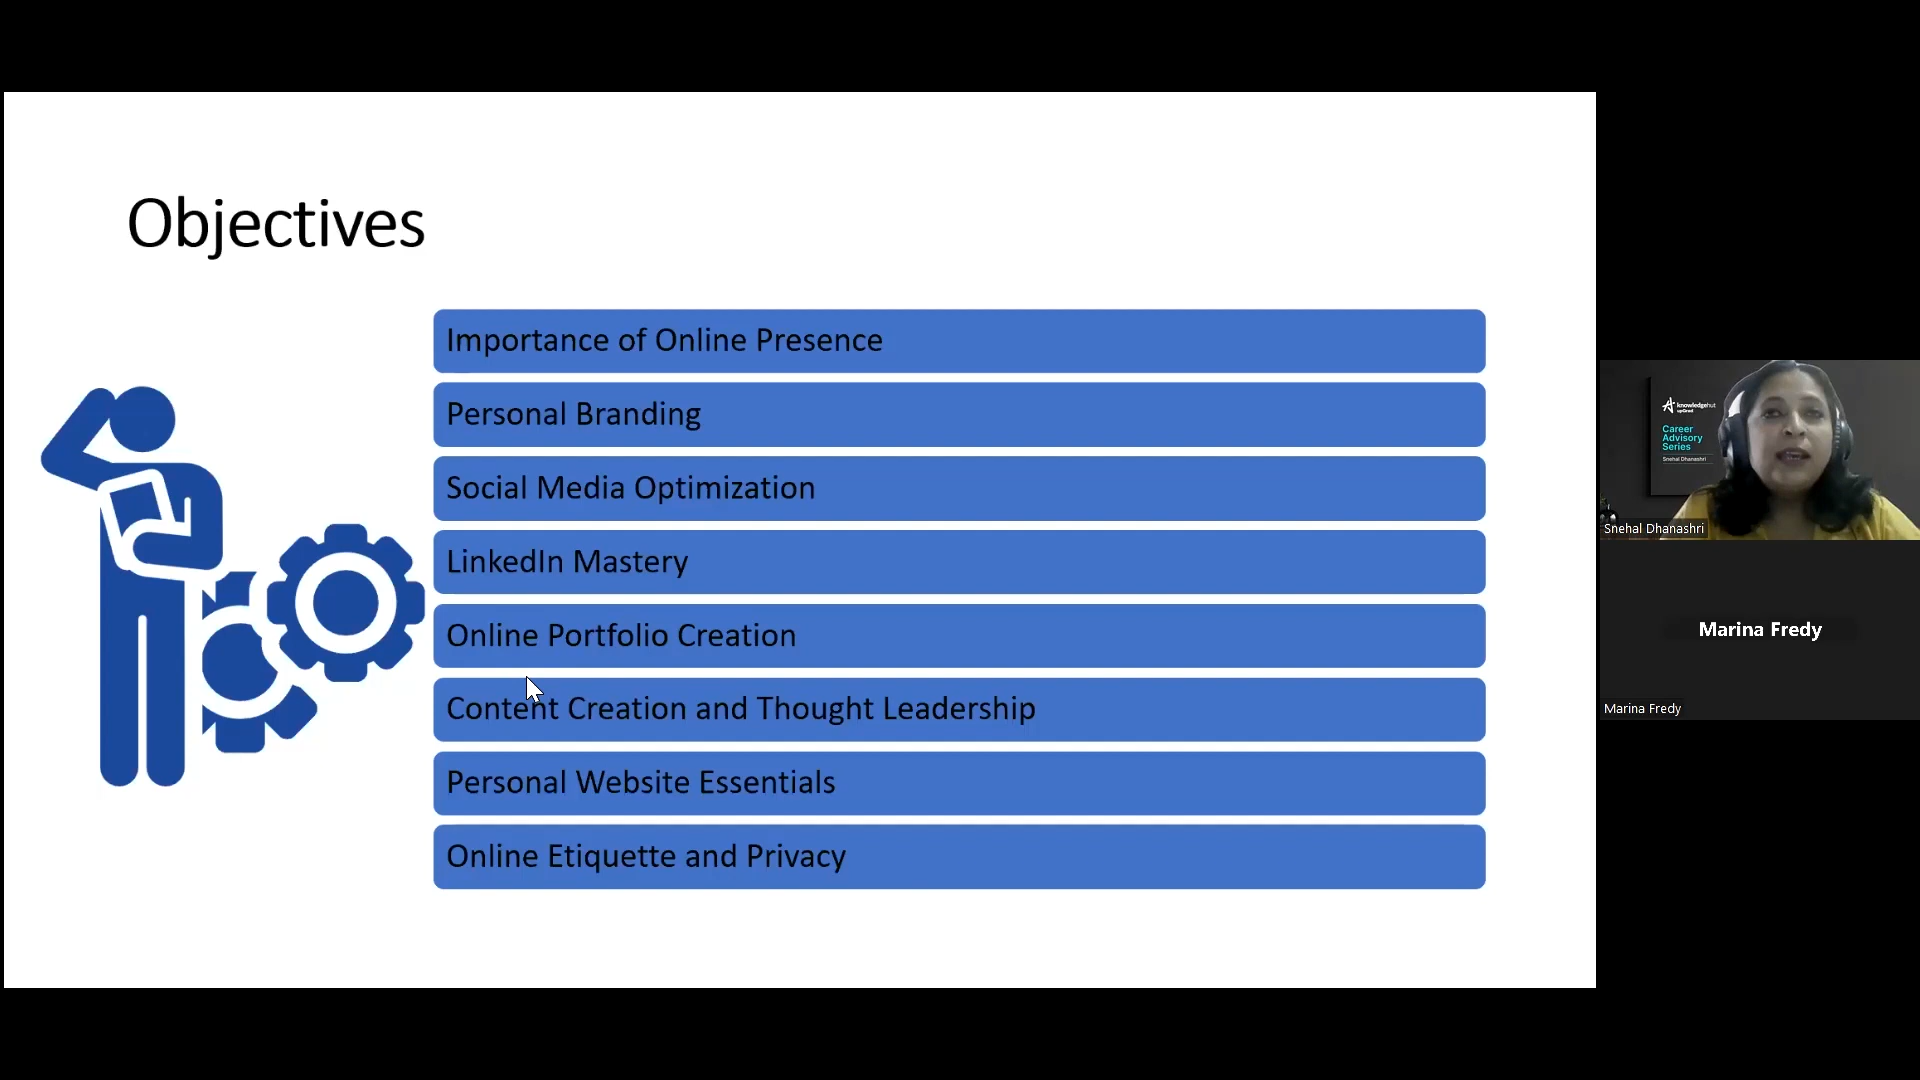 Objectives
Importance of Online Presence
Personal Branding
Social Media Optimization
LinkedIn Mastery
Online Portfolio Creation
Content Creation and Thought Leadership
Personal Website Essentials
Online Etiquette and Privacy
knowledgehut
upGrad
Career
Advisory
Series
Snehal Dhanashri
Snehal Dhanashri
Marina Fredy
Marina Fredy